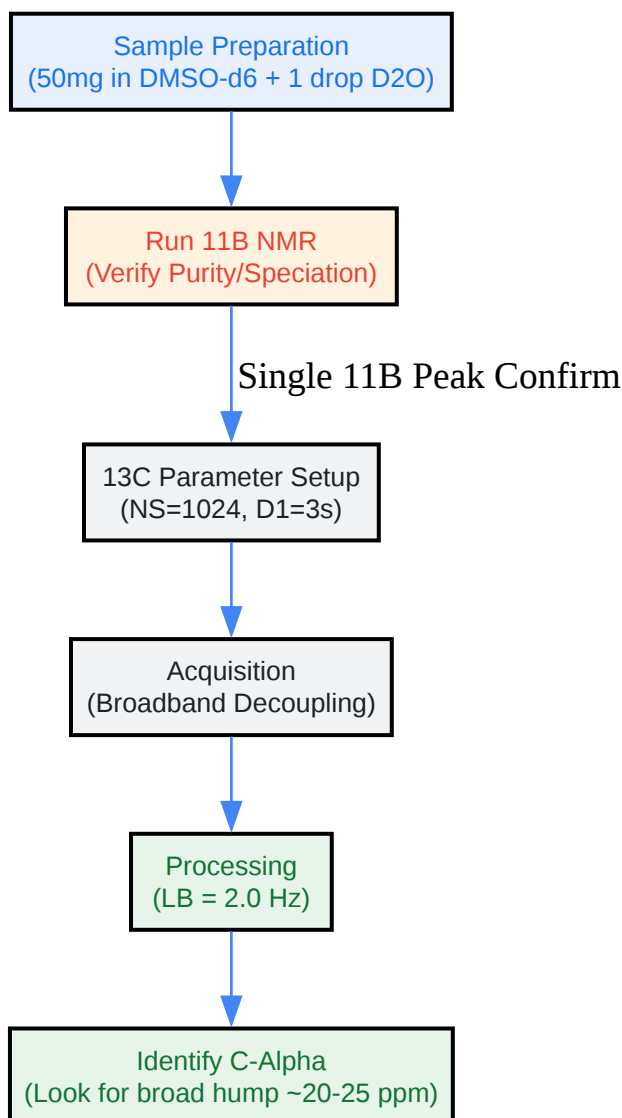 Sample Preparation
(50mg in DMSO-d6 + 1 drop D2O)
Run 11B NMR
(Verify Purity/Speciation)
Single 11B Peak Confirm
13C Parameter Setup
(NS=1024, D1=3s)
Acquisition
(Broadband Decoupling)
Processing
(LB = 2.0 Hz)
Identify C-Alpha
(Look for broad hump ~20-25 ppm)